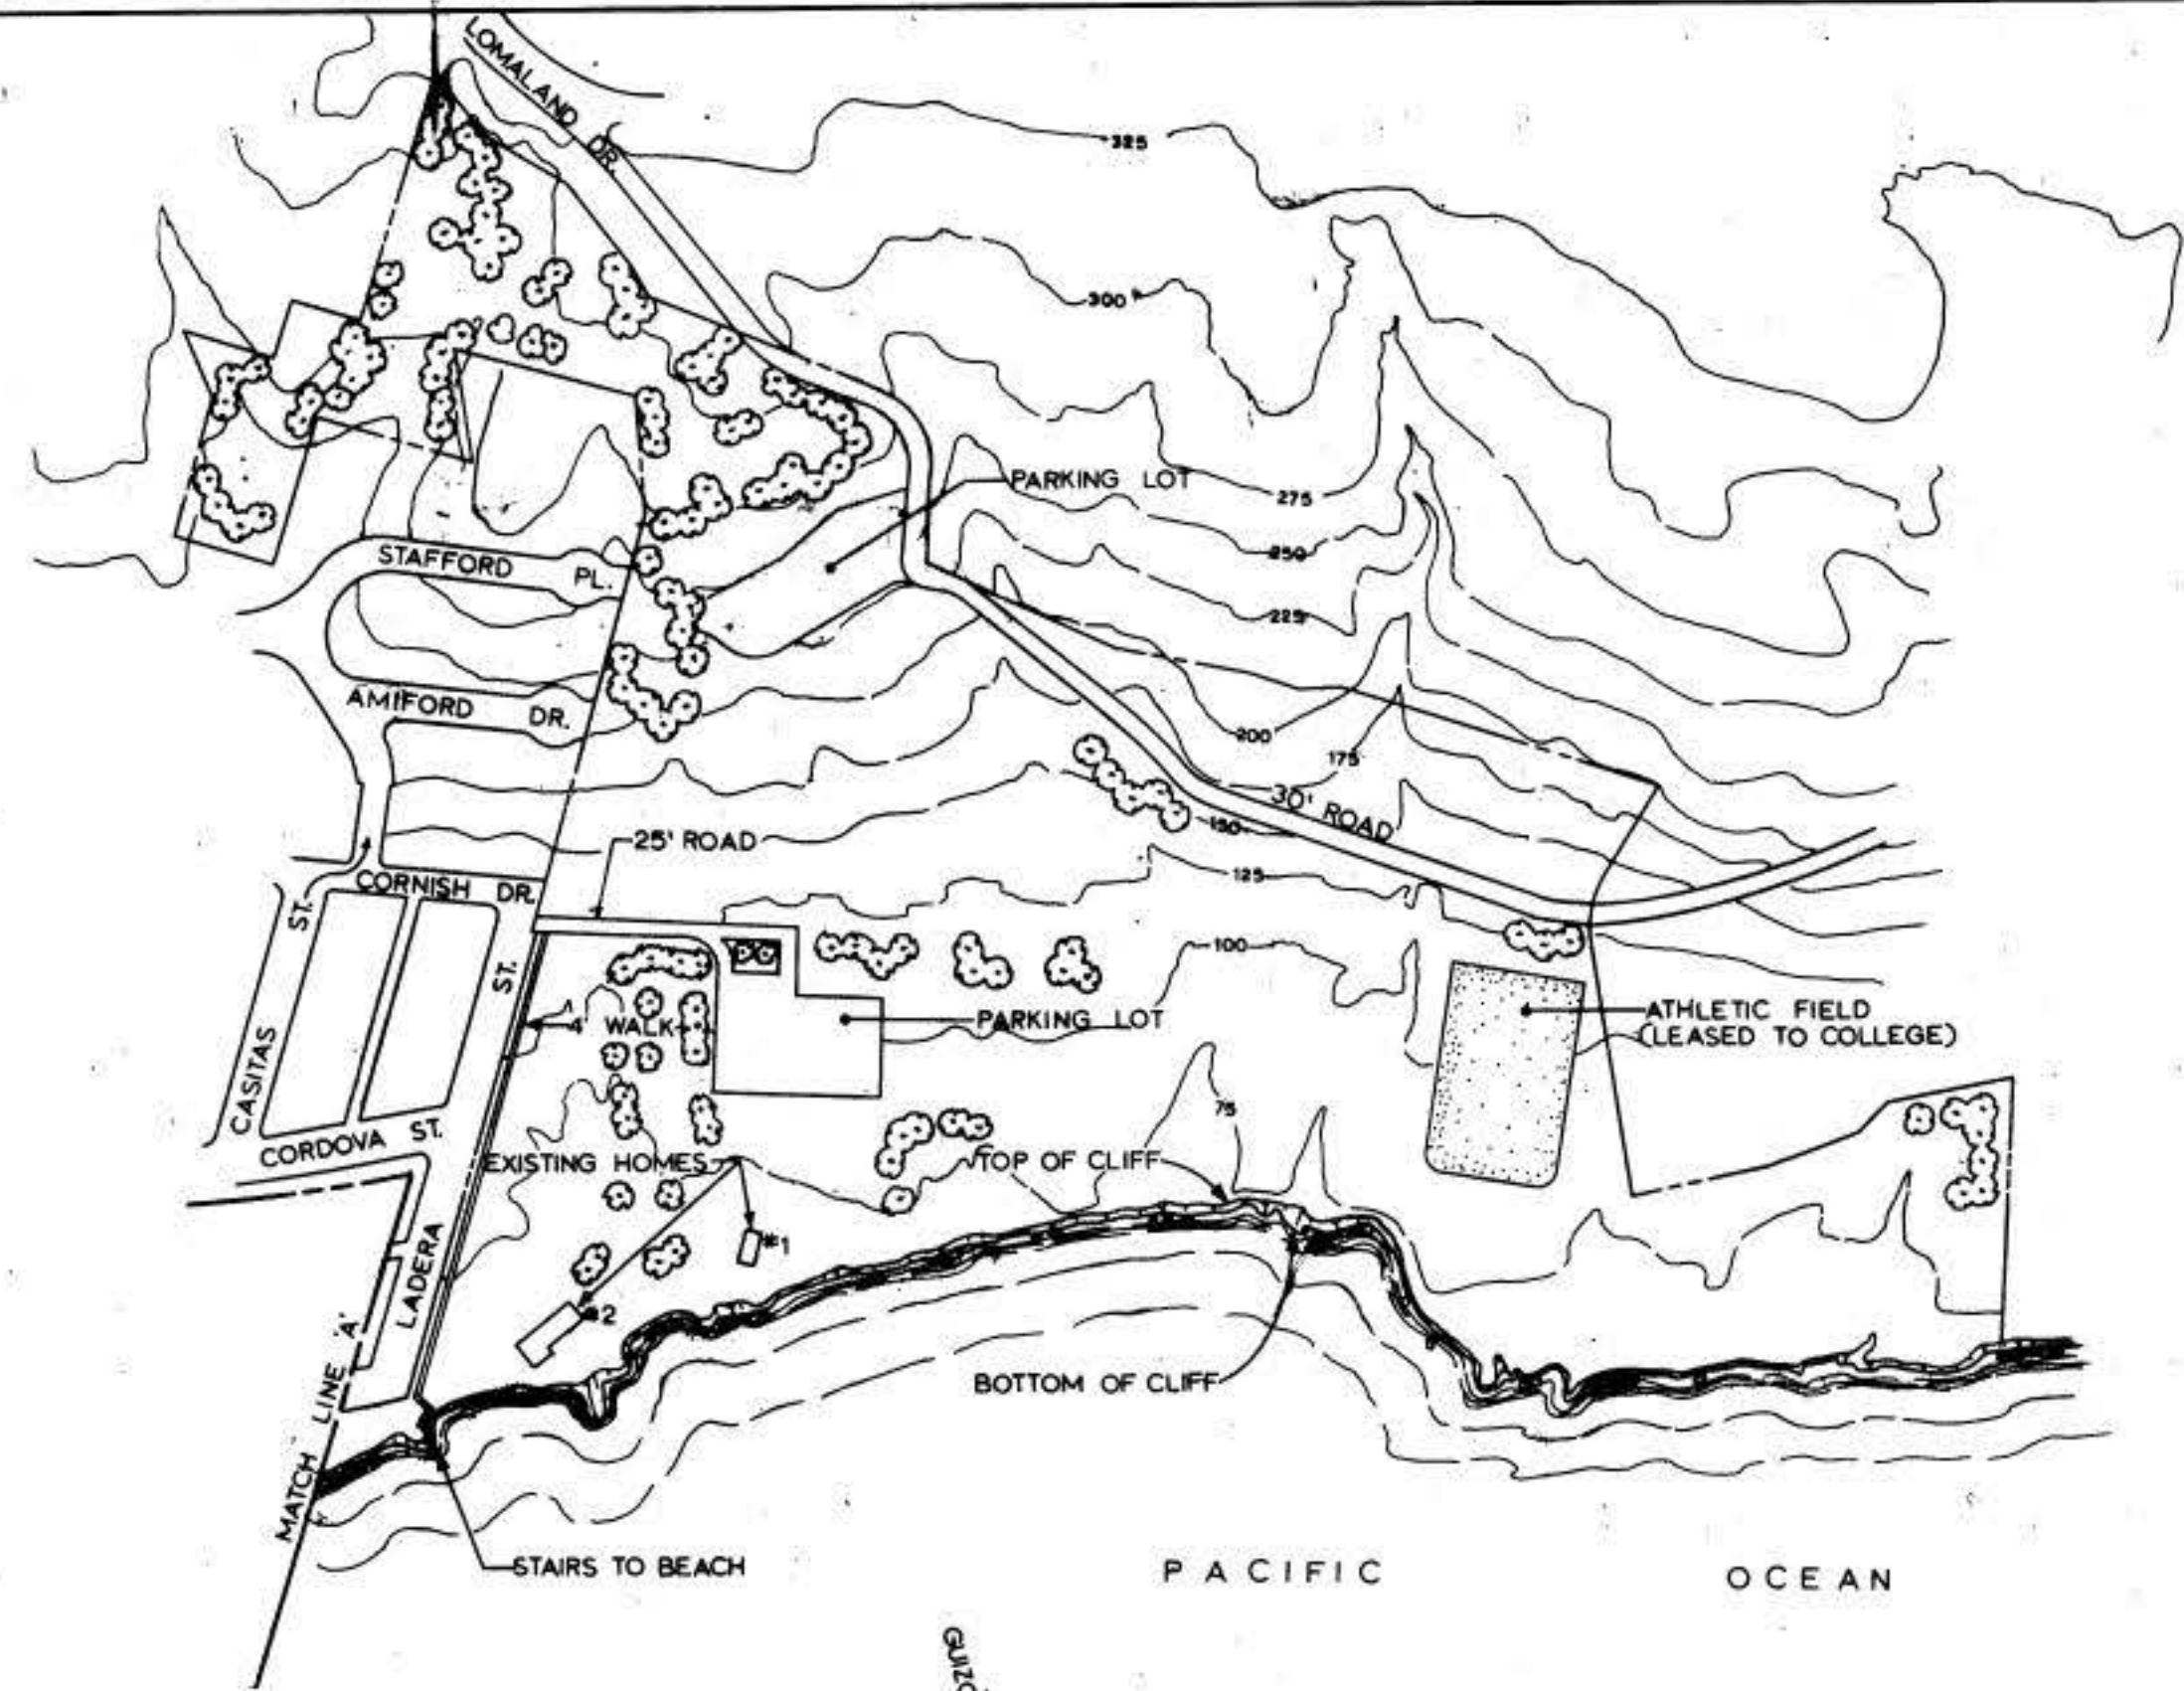 LOMALAND DR.
325
300
PARKING LOT
275
250
225
STAFFORD PL.
AMIFORD DR.
200
175
30' ROAD
150
25' ROAD
125
CORNISH DR.
CASITAS ST.
100
4' WALK
PARKING LOT
ATHLETIC FIELD
(LEASED TO COLLEGE)
75
CORDOVA ST.
EXISTING HOMES
TOP OF CLIFF
#1
#2
LADERA ST.
MATCH LINE 'A'
BOTTOM OF CLIFF
STAIRS TO BEACH
PACIFIC OCEAN